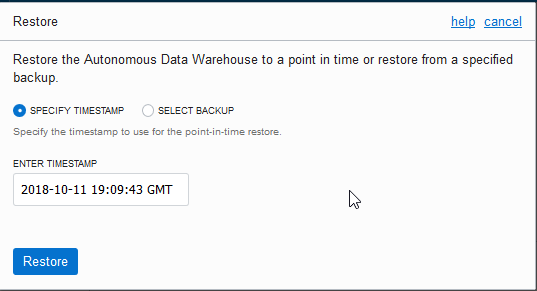 Restore
help cancel
Restore the Autonomous Data Warehouse to a point in time or restore from a specified
backup.
SPECIFY TIMESTAMP SELECT BACKUP
Specify the timestamp to use for the point-in-time restore.
ENTER TIMESTAMP
2018-10-11 19:09:43 GMT
Restore